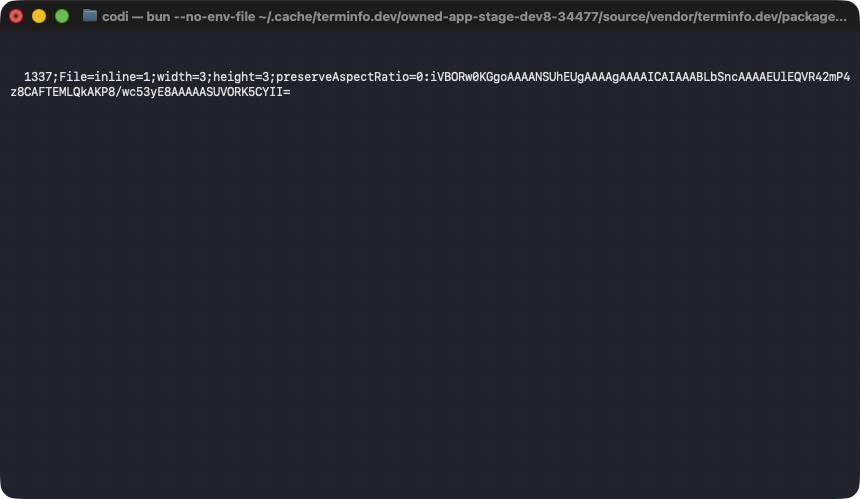 codi — bun --no-env-file ~/.cache/terminfo.dev/owned-app-stage-dev8-34477/source/vendor/terminfo.dev/package...
1337;File=inline=1;width=3;height=3;preserveAspectRatio=0:iVBORw0KGgoAAAANSUhEUgAAAAgAAAAICAIAAABLbSncAAAAEUlEQVR42mP4
z8CAFTEMLQkAKP8/wc53yE8AAAAASUVORK5CYII=